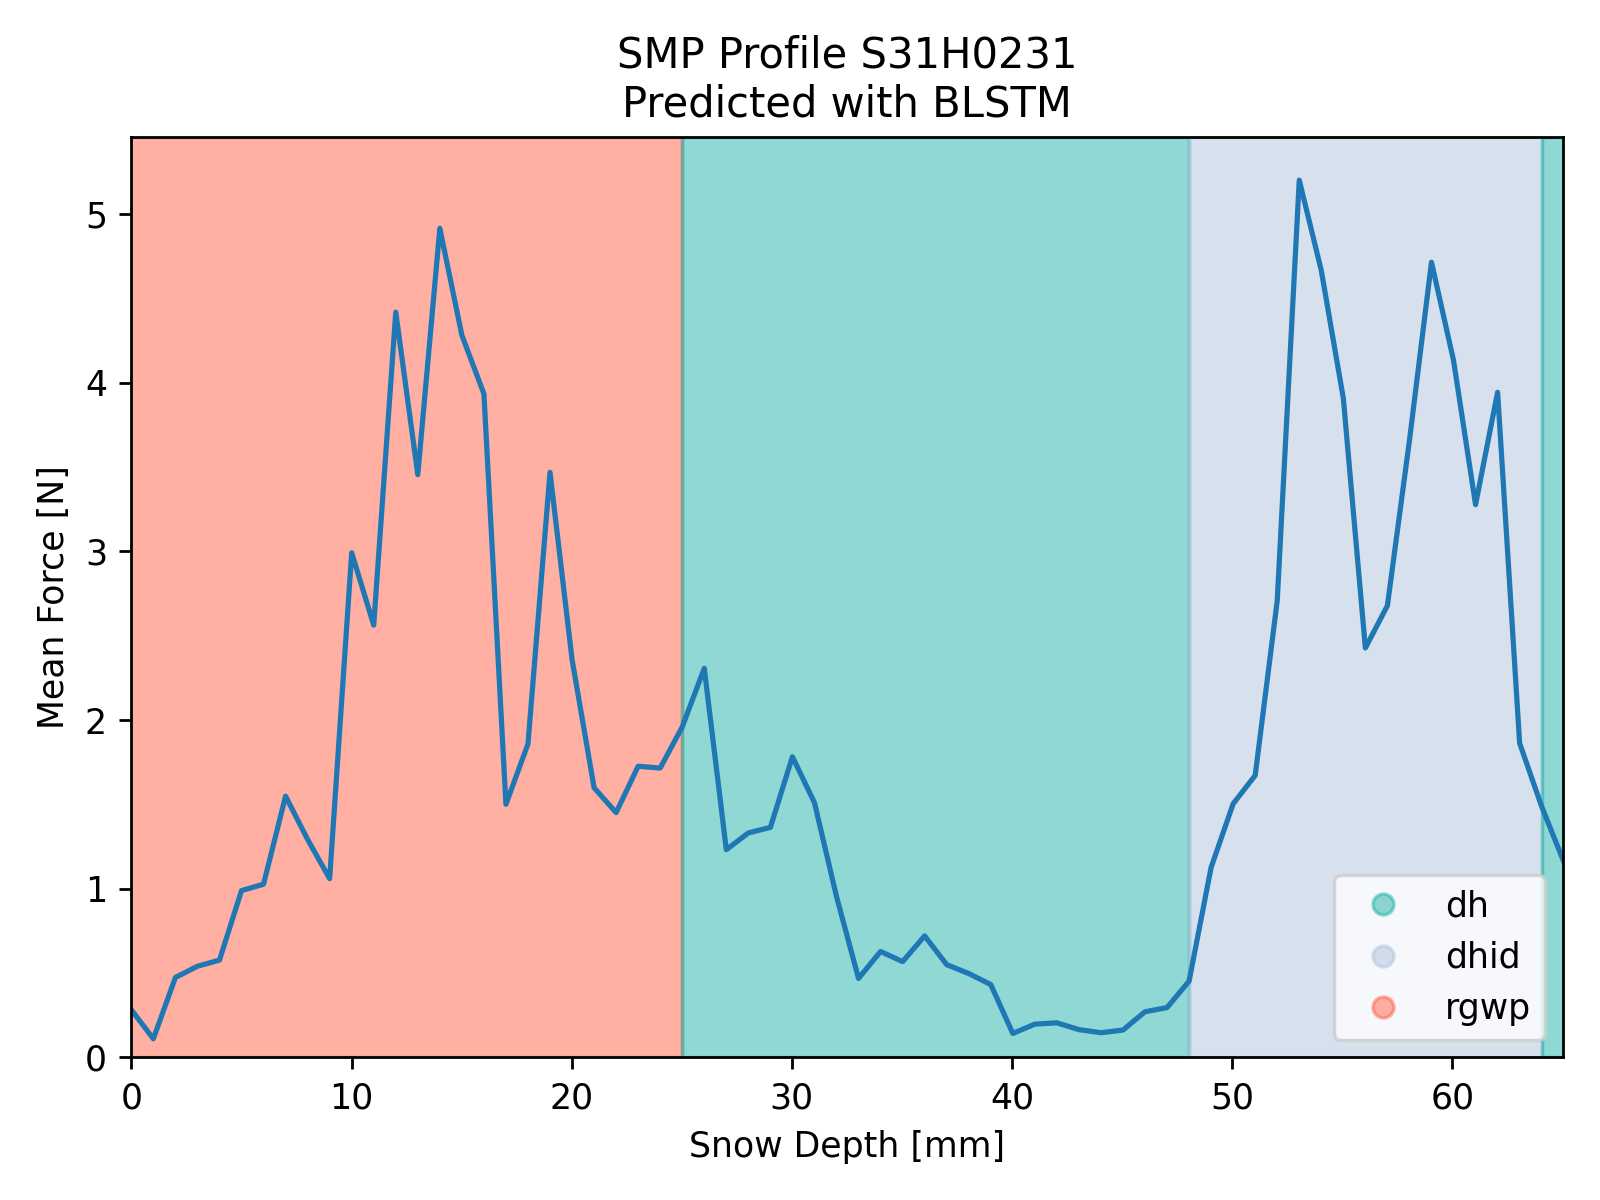 SMP Profile S31H0231
Predicted with BLSTM
5
4
3
2
1
0
Mean Force [N]
0 10 20 30 40 50 60
Snow Depth [mm]
dh
dhid
rgwp